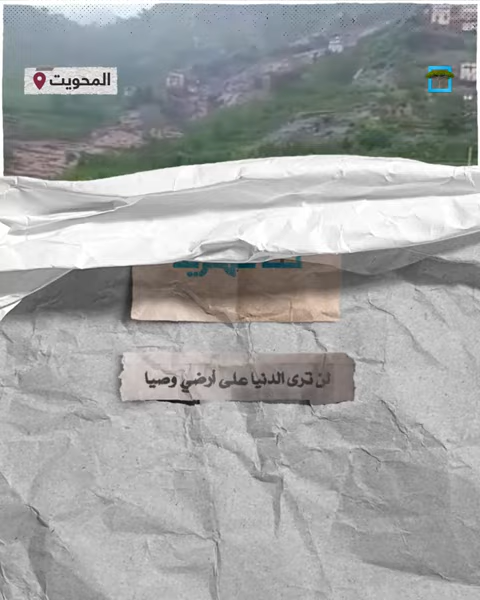 المحويت
لن ترى الدنيا على أرضي وصيا